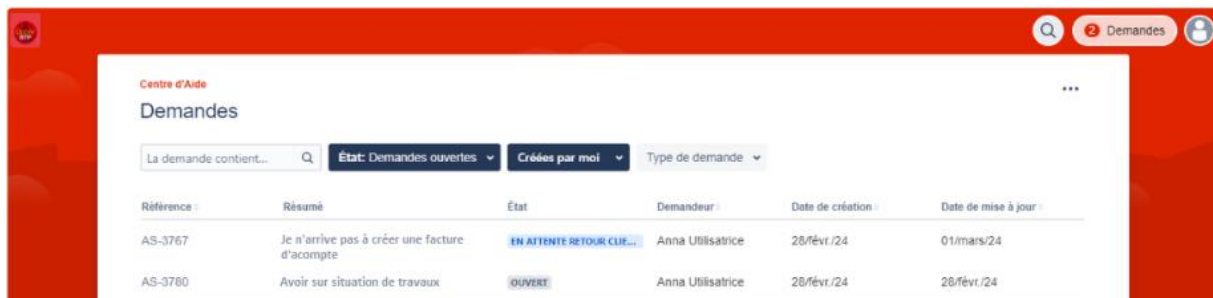 2 Demandes
Centre d'Aide
Demandes
La demande contient... État: Demandes ouvertes Créées par moi Type de demande
Référence Résumé État Demandeur Date de création Date de mise à jour
AS-3767 Je n'arrive pas à créer une facture EN ATTENTE RETOUR CLIE... Anna Utilisatrice 28/févr./24 01/mars/24
d'acompte
AS-3760 Avoir sur situation de travaux OUVERT Anna Utilisatrice 28/févr./24 28/févr./24